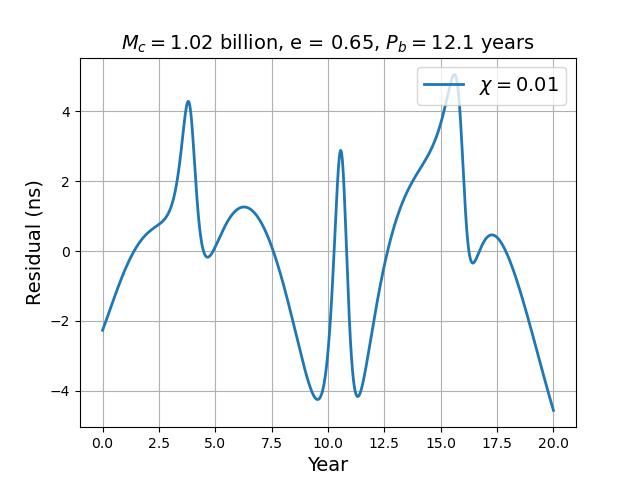 M_c = 1.02 billion, e = 0.65, P_b = 12.1 years
χ = 0.01
Residual (ns)
4
2
0
−2
−4
0.0 2.5 5.0 7.5 10.0 12.5 15.0 17.5 20.0
Year